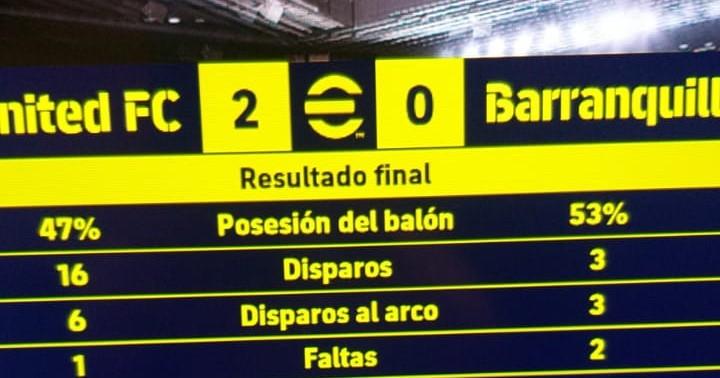 nited FC 2 0 Barranquill
Resultado final
47% Posesión del balón 53%
16 Disparos 3
6 Disparos al arco 3
1 Faltas 2